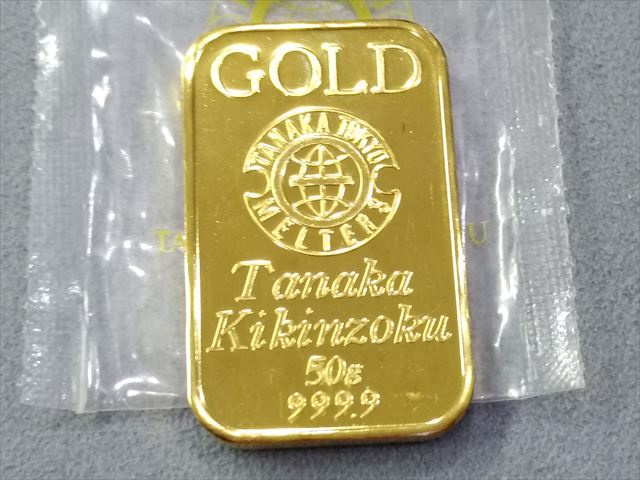 GOLD
TANAKA TOKYO
MELTERS
Tanaka
Kikinzoku
50g
999.9